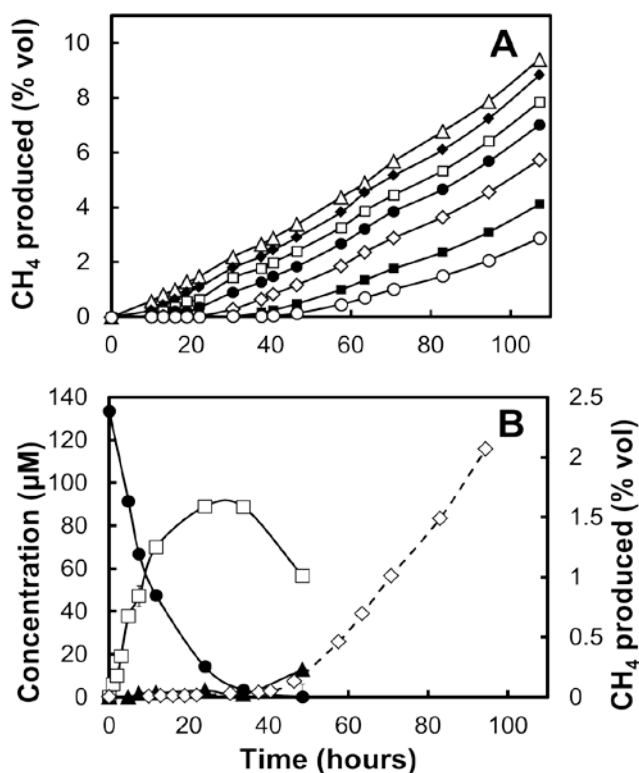 A
CH₄ produced (% vol)
10
8
6
4
2
0
0 20 40 60 80 100
B
Concentration (µM)
140
120
100
80
60
40
20
0
2.5
2
1.5
1
0.5
0
CH₄ produced (% vol)
0 20 40 60 80 100
Time (hours)